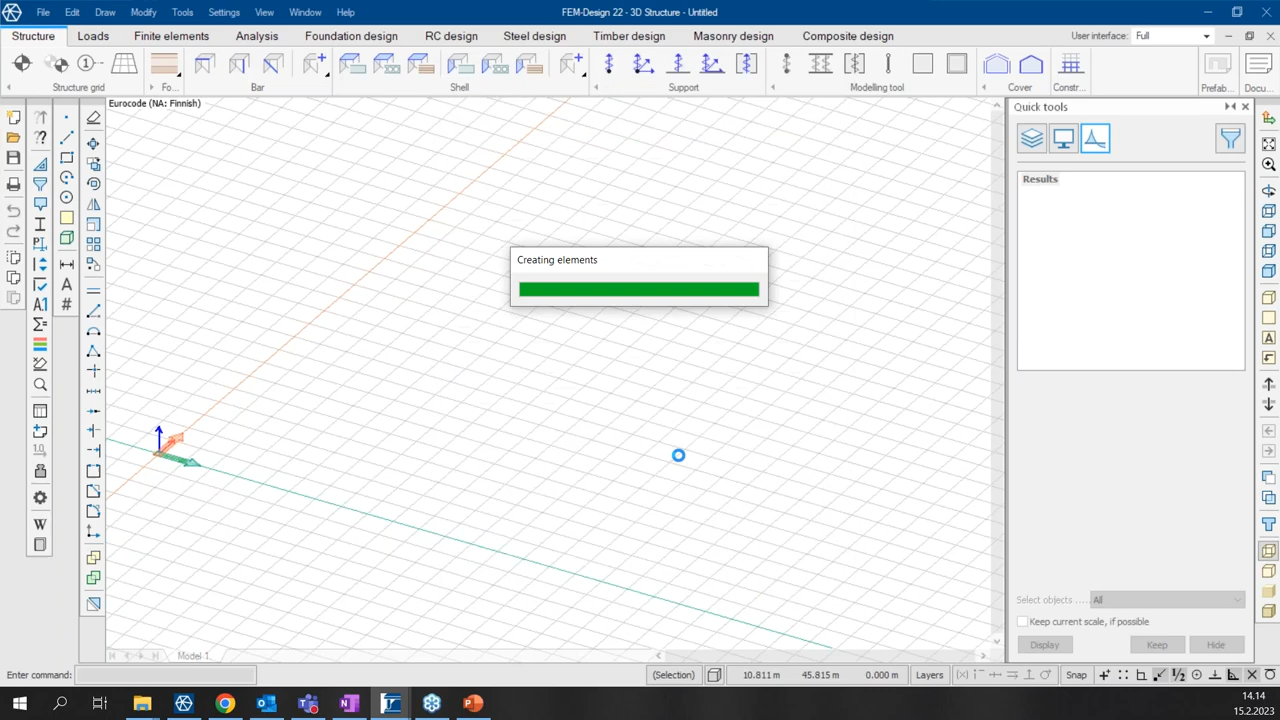 File Edit Draw Modify Tools Settings View Window Help
FEM-Design 22 - 3D Structure - Untitled
Structure Loads Finite elements Analysis Foundation design RC design Steel design Timber design Masonry design Composite design
User interface: Full
Structure grid Fo... Bar Shell Support Modelling tool Cover Constr... Prefab... Docu...
Eurocode (NA: Finnish)
Quick tools
Results
Creating elements
Select objects ..... All
Keep current scale, if possible
Display Keep Hide
Model 1
Enter command:
(Selection) 10.811 m 45.815 m 0.000 m Layers Snap
14.14
15.2.2023